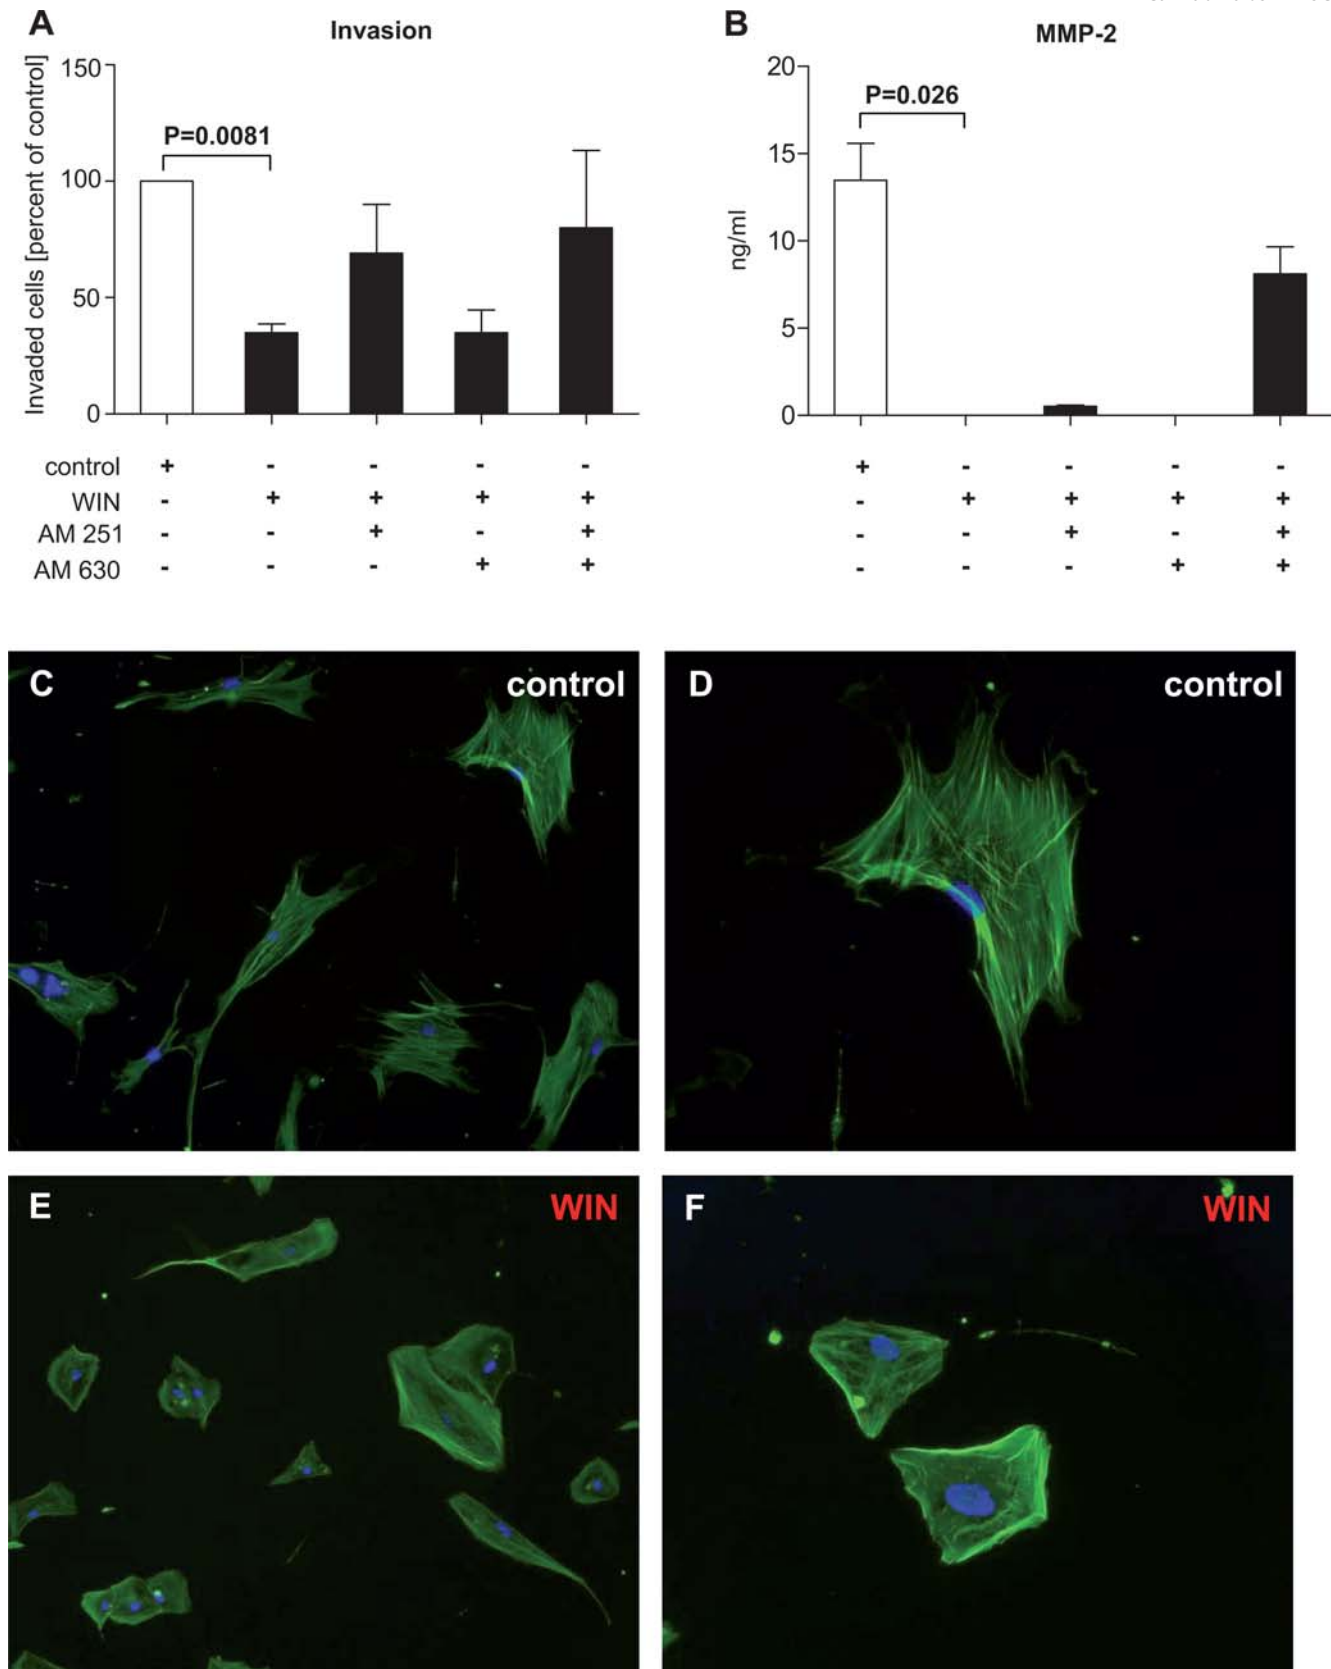 A
Invasion
Invaded cells [percent of control]
150
100
50
0
P=0.0081
control + - - - -
WIN - + + + +
AM 251 - - + - +
AM 630 - - - + +
B
MMP-2
ng/ml
20
15
10
5
0
P=0.026
+ - - - -
- + + + +
- - + - +
- - - + +
C control
D control
E WIN
F WIN